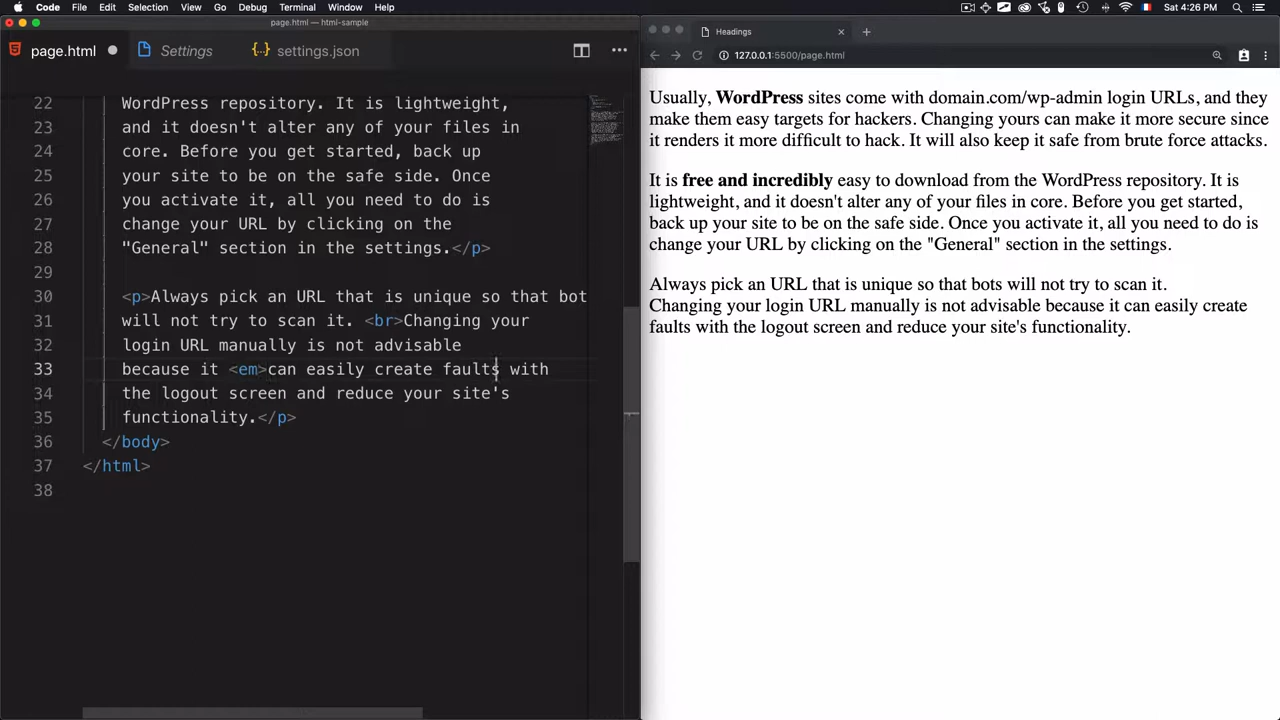 Code File Edit Selection View Go Debug Terminal Window Help Sat 4:26 PM
page.html — html-sample
page.html Settings {..} settings.json
22 WordPress repository. It is lightweight,
23 and it doesn't alter any of your files in
24 core. Before you get started, back up
25 your site to be on the safe side. Once
26 you activate it, all you need to do is
27 change your URL by clicking on the
28 "General" section in the settings.</p>
29
30 <p>Always pick an URL that is unique so that bot
31 will not try to scan it. <br>Changing your
32 login URL manually is not advisable
33 because it <em>can easily create faults with
34 the logout screen and reduce your site's
35 functionality.</p>
36 </body>
37 </html>
38
Headings
127.0.0.1:5500/page.html
Usually, WordPress sites come with domain.com/wp-admin login URLs, and they
make them easy targets for hackers. Changing yours can make it more secure since
it renders it more difficult to hack. It will also keep it safe from brute force attacks.
It is free and incredibly easy to download from the WordPress repository. It is
lightweight, and it doesn't alter any of your files in core. Before you get started,
back up your site to be on the safe side. Once you activate it, all you need to do is
change your URL by clicking on the "General" section in the settings.
Always pick an URL that is unique so that bots will not try to scan it.
Changing your login URL manually is not advisable because it can easily create
faults with the logout screen and reduce your site's functionality.